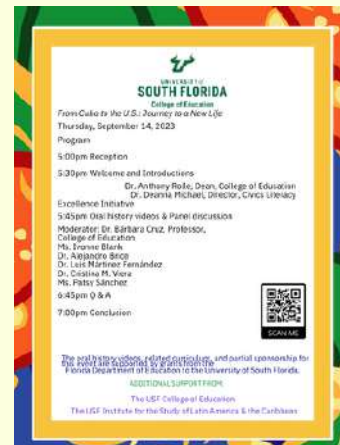 UNIVERSITY of
SOUTH FLORIDA
College of Education
From Cuba to the U.S.: Journey to a New Life
Thursday, September 14, 2023
Program
5:00pm Reception
5:30pm Welcome and Introductions
Dr. Anthony Rolle, Dean, College of Education
Dr. Deanna Michael, Director, Civics Literacy
Excellence Initiative
5:45pm Oral history videos & Panel discussion
Moderator: Dr. Bárbara Cruz, Professor,
College of Education
Ms. Ivonne Blank
Dr. Alejandro Brice
Dr. Luis Martínez Fernández
Dr. Cristina M. Viera
Ms. Patsy Sánchez
6:45pm Q & A
7:00pm Conclusion
SCAN ME
The oral history videos, related curriculum, and partial sponsorship for
this event are supported by grants from the
Florida Department of Education to the University of South Florida.
ADDITIONAL SUPPORT FROM:
The USF College of Education
The USF Institute for the Study of Latin America & the Caribbean